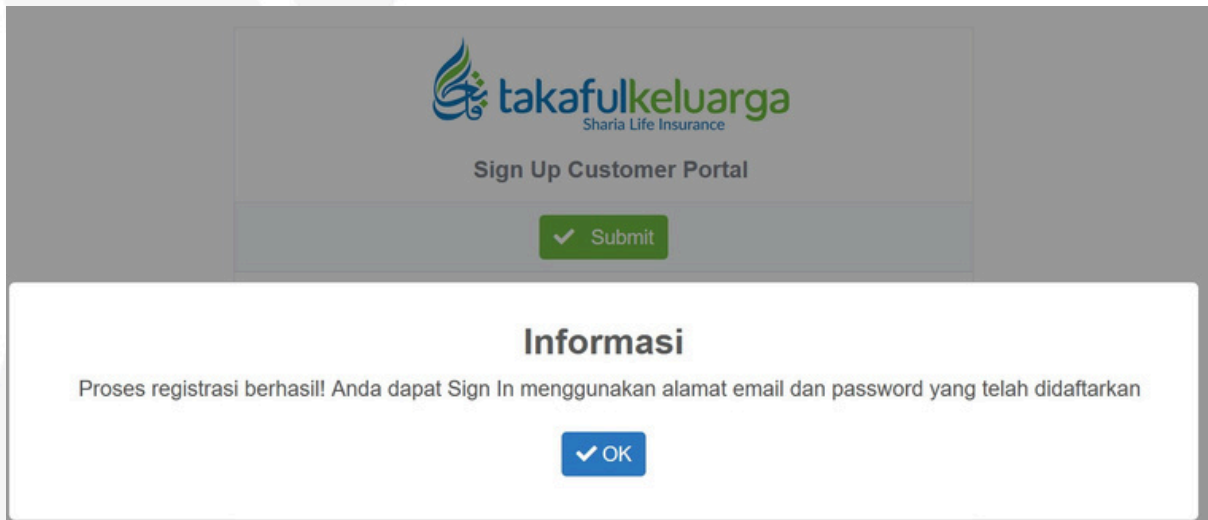 takafulkeluarga
Sharia Life Insurance
Sign Up Customer Portal
Submit
Informasi
Proses registrasi berhasil! Anda dapat Sign In menggunakan alamat email dan password yang telah didaftarkan
OK